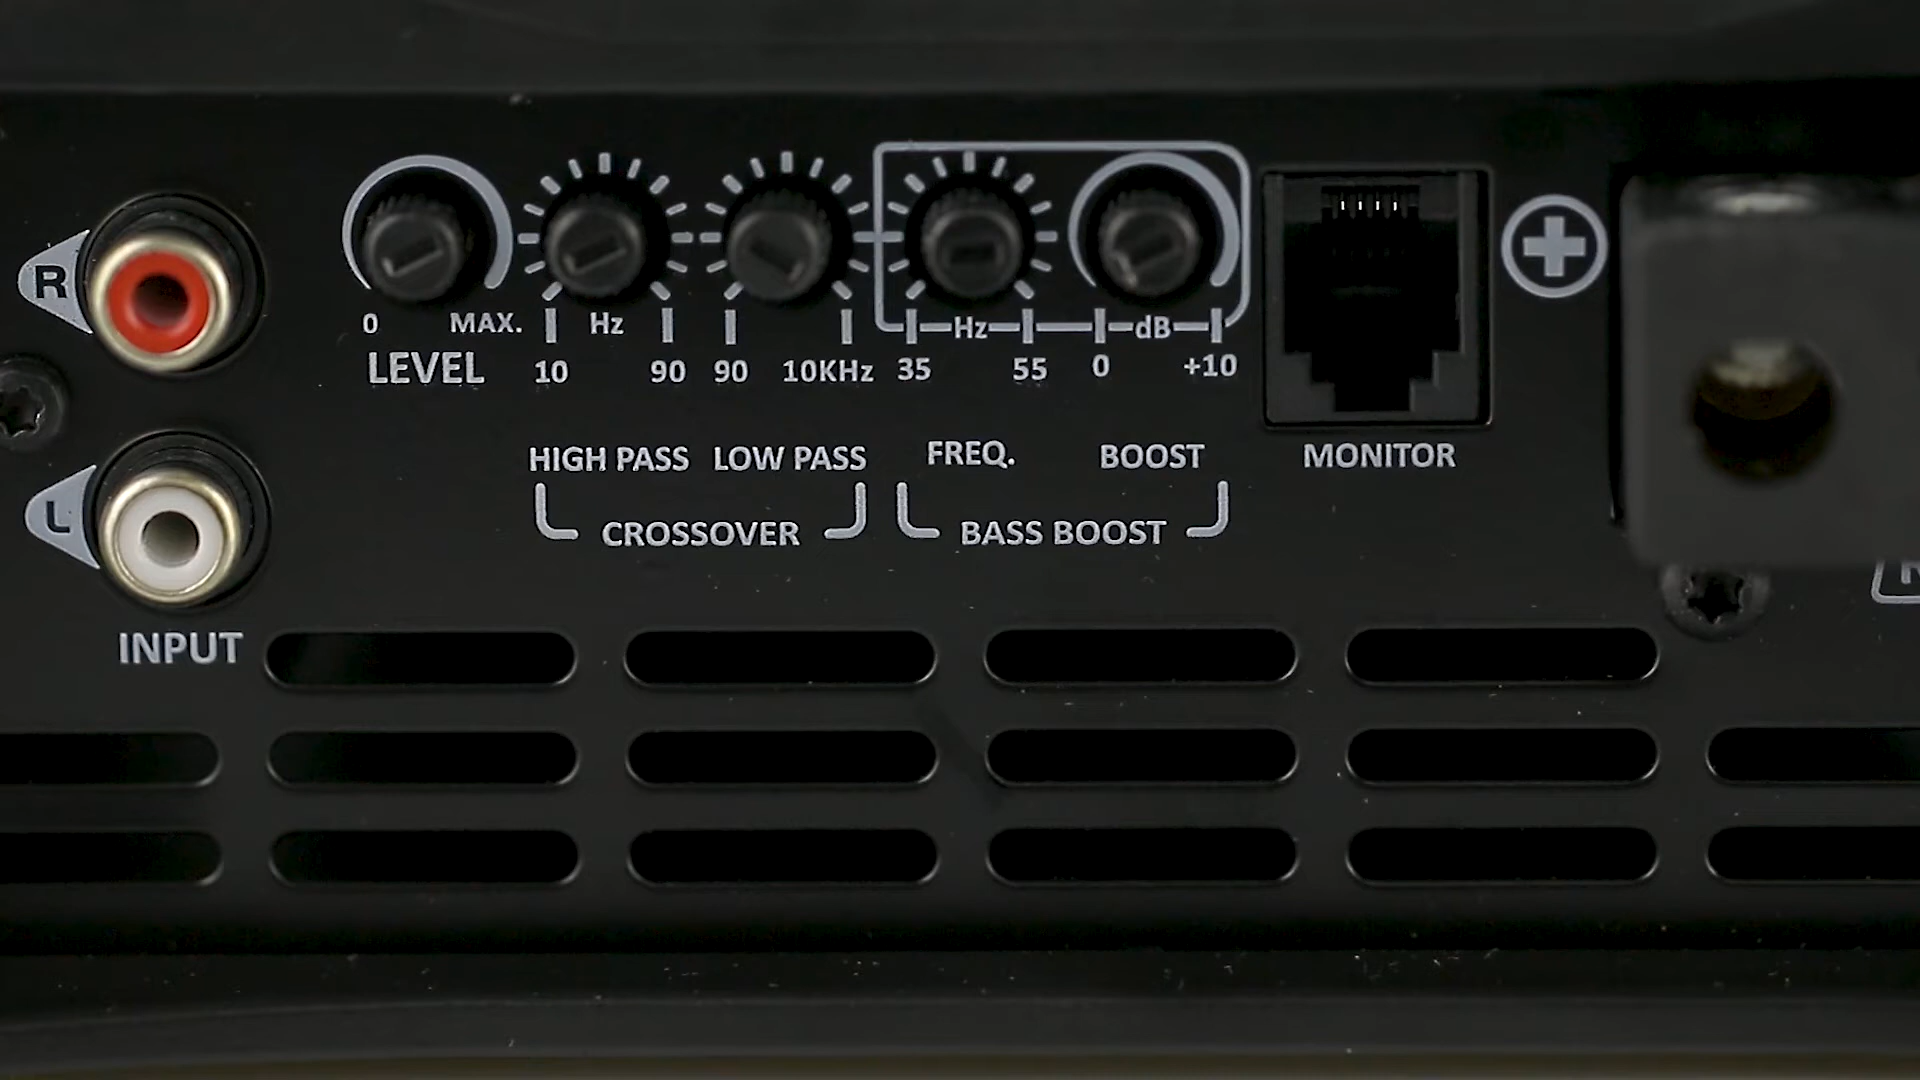 R
L
INPUT
0 MAX.
LEVEL
Hz
10 90
HIGH PASS
90 10KHz
LOW PASS
CROSSOVER
Hz
35 55
FREQ.
dB
0 +10
BOOST
BASS BOOST
MONITOR